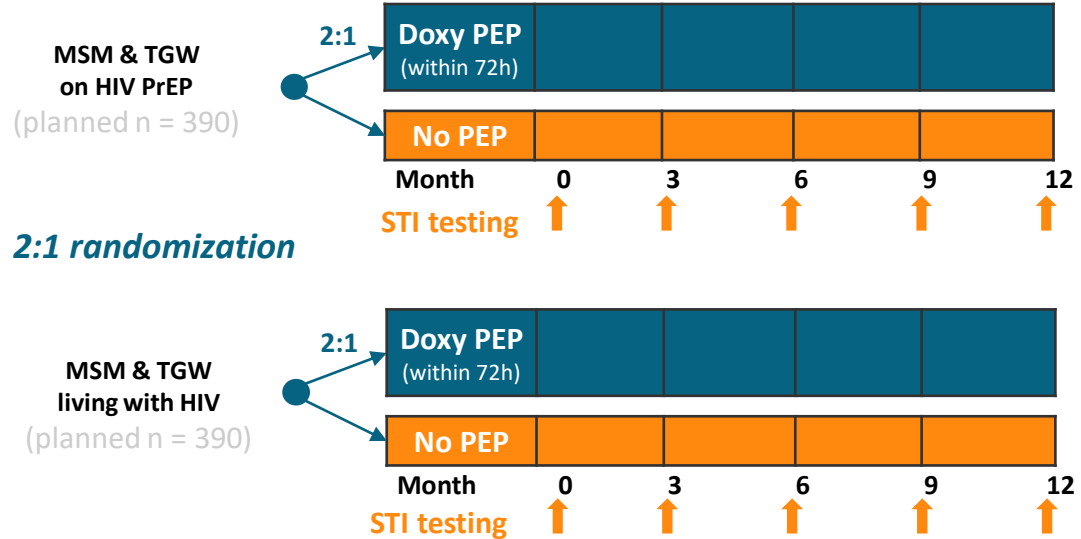 MSM & TGW
on HIV PrEP
(planned n = 390)
2:1
Doxy PEP
(within 72h)
No PEP
Month 0 3 6 9 12
STI testing
2:1 randomization
MSM & TGW
living with HIV
(planned n = 390)
2:1
Doxy PEP
(within 72h)
No PEP
Month 0 3 6 9 12
STI testing